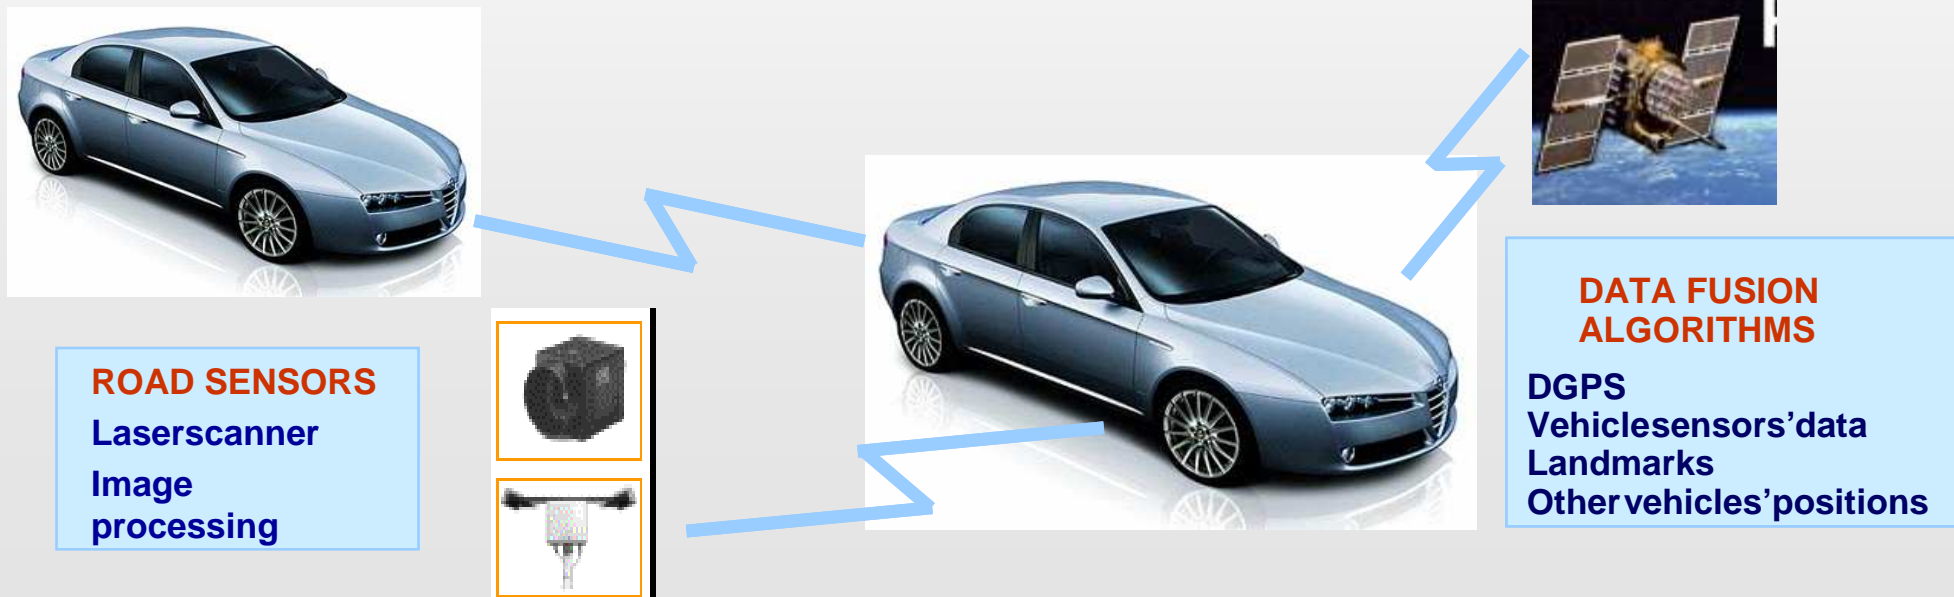 ROAD SENSORS
Laserscanner
Image
processing
DATA FUSION
ALGORITHMS
DGPS
Vehiclesensors'data
Landmarks
Othervehicles'positions